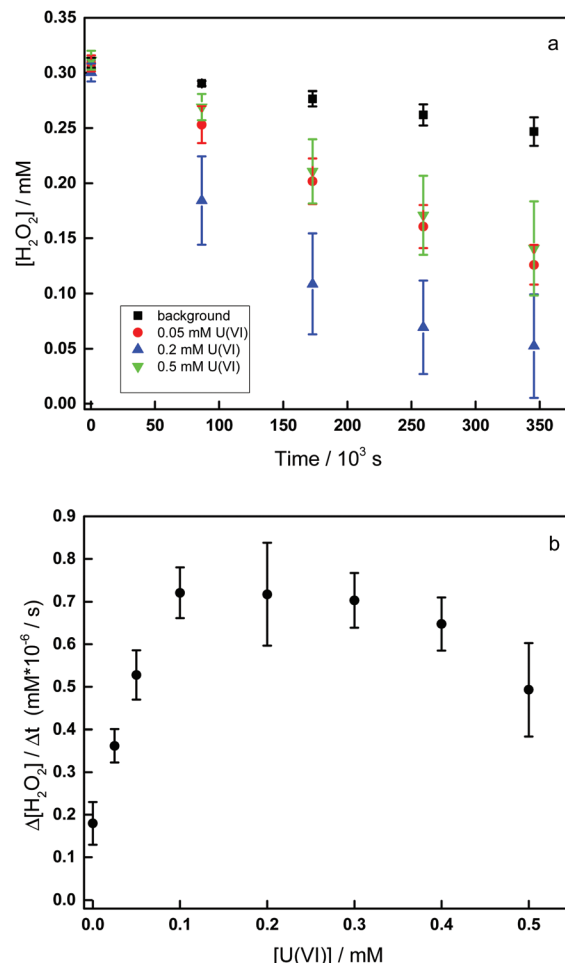 a
0.35
0.30
0.25
0.20
0.15
0.10
0.05
0.00
[H₂O₂] / mM
background
0.05 mM U(VI)
0.2 mM U(VI)
0.5 mM U(VI)
0 50 100 150 200 250 300 350
Time / 10³ s
b
0.9
0.8
0.7
0.6
0.5
0.4
0.3
0.2
0.1
0.0
Δ[H₂O₂] / Δt (mM*10⁻⁶ / s)
0.0 0.1 0.2 0.3 0.4 0.5
[U(VI)] / mM